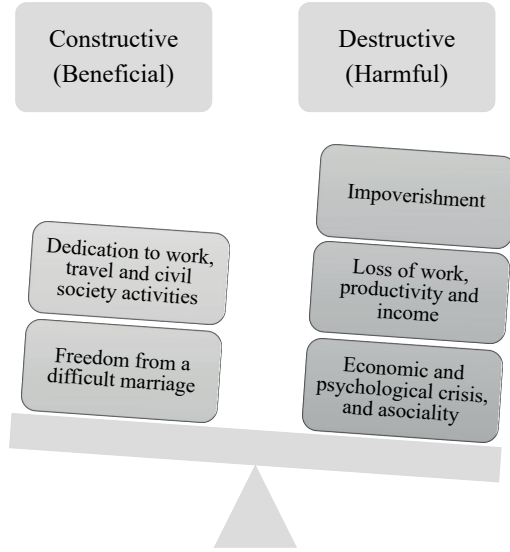 Constructive
(Beneficial)
Destructive
(Harmful)
Dedication to work,
travel and civil
society activities
Freedom from a
difficult marriage
Impoverishment
Loss of work,
productivity and
income
Economic and
psychological crisis,
and asociality